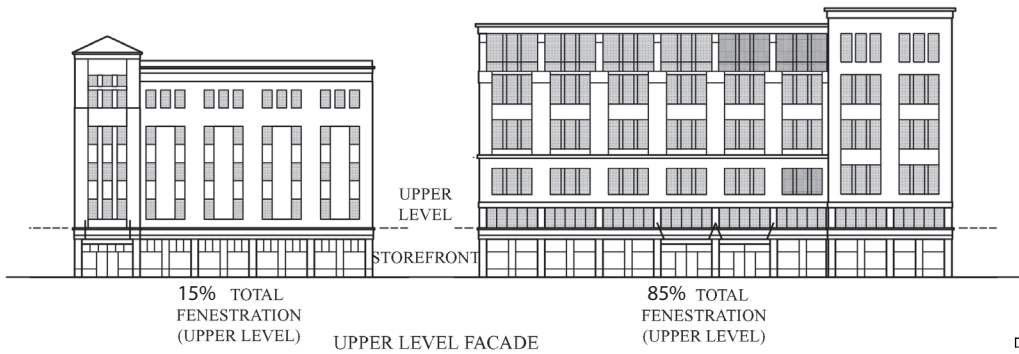 UPPER
LEVEL
STOREFRONT
15% TOTAL
FENESTRATION
(UPPER LEVEL)
85% TOTAL
FENESTRATION
(UPPER LEVEL)
UPPER LEVEL FACADE